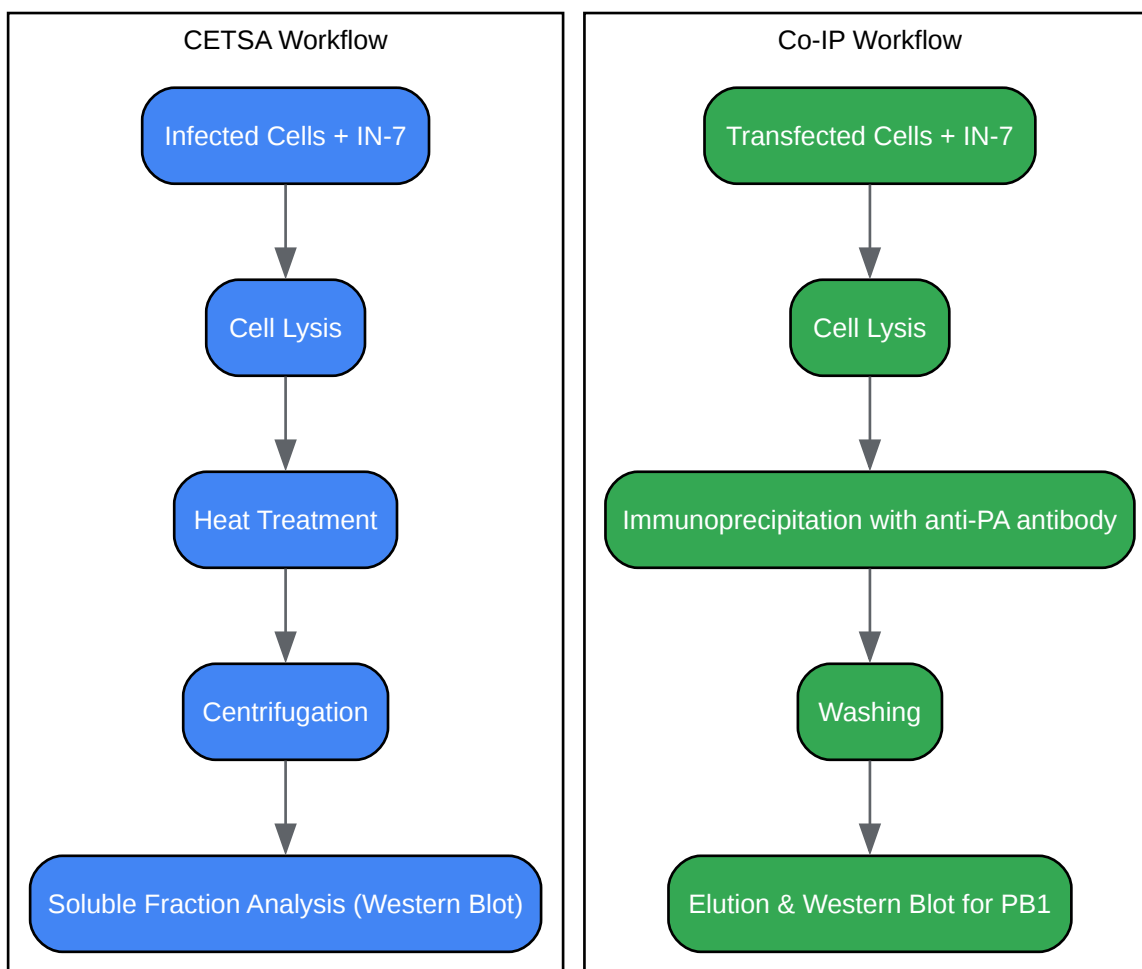 CETSA Workflow
Infected Cells + IN-7
Cell Lysis
Heat Treatment
Centrifugation
Soluble Fraction Analysis (Western Blot)
Co-IP Workflow
Transfected Cells + IN-7
Cell Lysis
Immunoprecipitation with anti-PA antibody
Washing
Elution & Western Blot for PB1